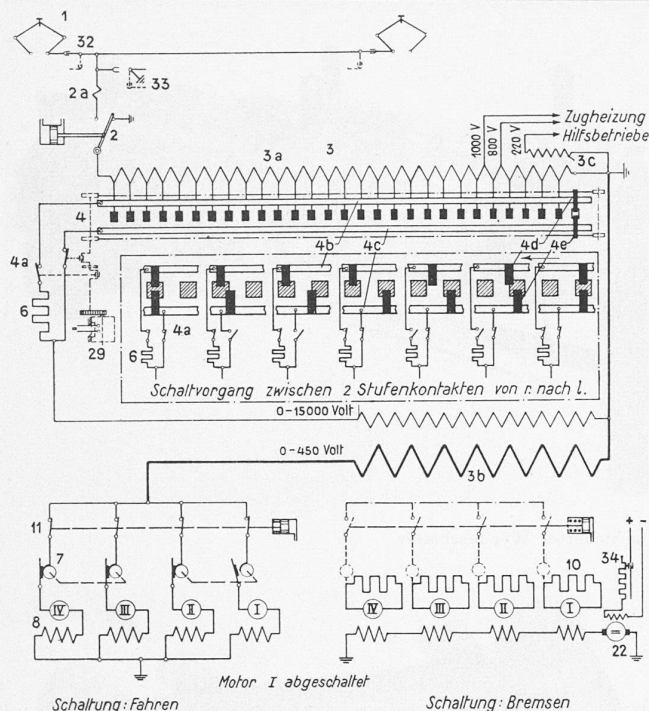 1
32
33
2a
2
3a
3
1000 V
800 V
220 V
Zugheizung
Hilfsbetriebe
3c
4
4b
4c
4d
4e
4a
6
4a
6
29
Schaltvorgang zwischen 2 Stufenkontakten von r. nach l.
0-15000 Volt
0-450 Volt
3b
11
7
8
IV
III
II
I
Motor I abgeschaltet
Schaltung: Fahren
10
34
+ -
IV
III
II
I
=
22
Schaltung: Bremsen